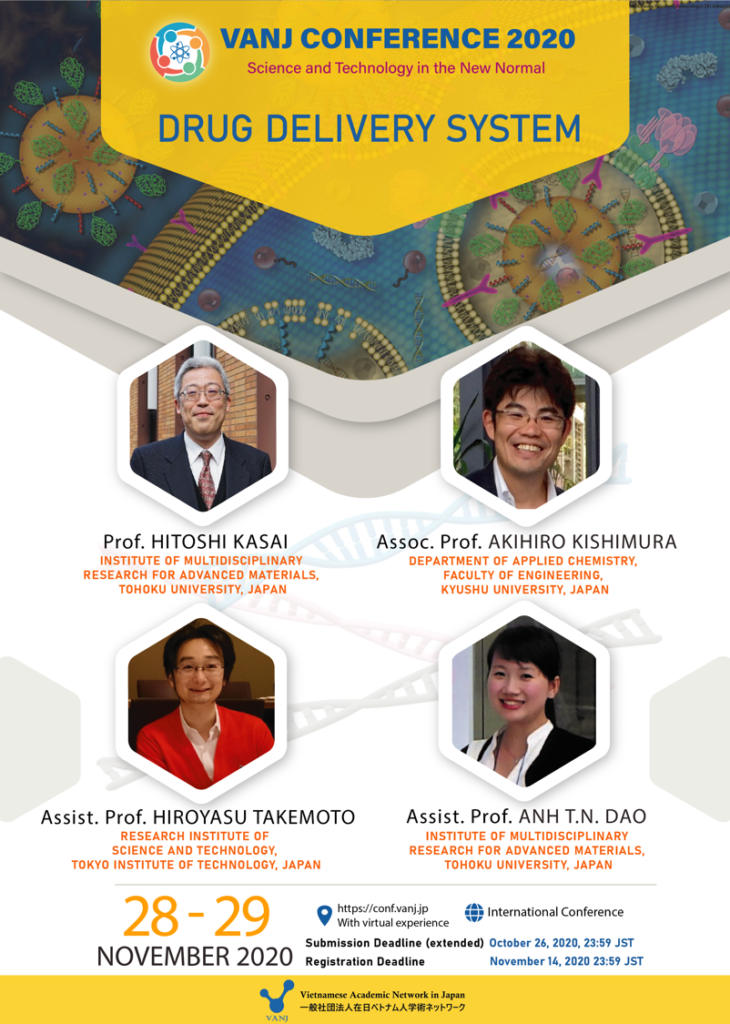 VANJ CONFERENCE 2020
Science and Technology in the New Normal
DRUG DELIVERY SYSTEM
Prof. HITOSHI KASAI
INSTITUTE OF MULTIDISCIPLINARY
RESEARCH FOR ADVANCED MATERIALS,
TOHOKU UNIVERSITY, JAPAN
Assoc. Prof. AKIHIRO KISHIMURA
DEPARTMENT OF APPLIED CHEMISTRY,
FACULTY OF ENGINEERING,
KYUSHU UNIVERSITY, JAPAN
Assist. Prof. HIROYASU TAKEMOTO
RESEARCH INSTITUTE OF
SCIENCE AND TECHNOLOGY,
TOKYO INSTITUTE OF TECHNOLOGY, JAPAN
Assist. Prof. ANH T.N. DAO
INSTITUTE OF MULTIDISCIPLINARY
RESEARCH FOR ADVANCED MATERIALS,
TOHOKU UNIVERSITY, JAPAN
28 - 29
NOVEMBER 2020
https://conf.vanj.jp
With virtual experience
International Conference
Submission Deadline (extended) October 26, 2020, 23:59 JST
Registration Deadline November 14, 2020 23:59 JST
VANJ
Vietnamese Academic Network in Japan
一般社団法人在日ベトナム人学術ネットワーク